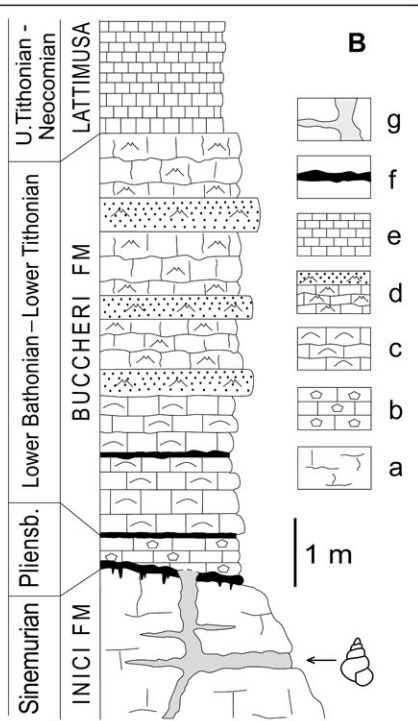 B
U. Tithonian -
Neocomian
LATTIMUSA
Lower Bathonian – Lower Tithonian
BUCCHERI FM
Pliensb.
Sinemurian
INICI FM
g
f
e
d
c
b
a
1 m